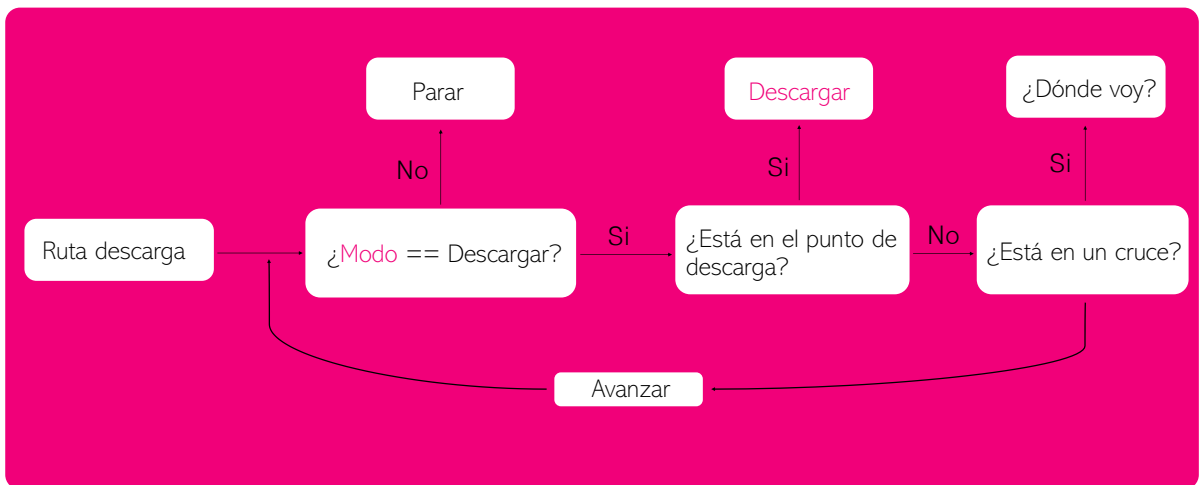 Parar
Descargar
¿Dónde voy?
No
Si
Si
Ruta descarga
¿Modo == Descargar?
Si
¿Está en el punto de
descarga?
No
¿Está en un cruce?
Avanzar